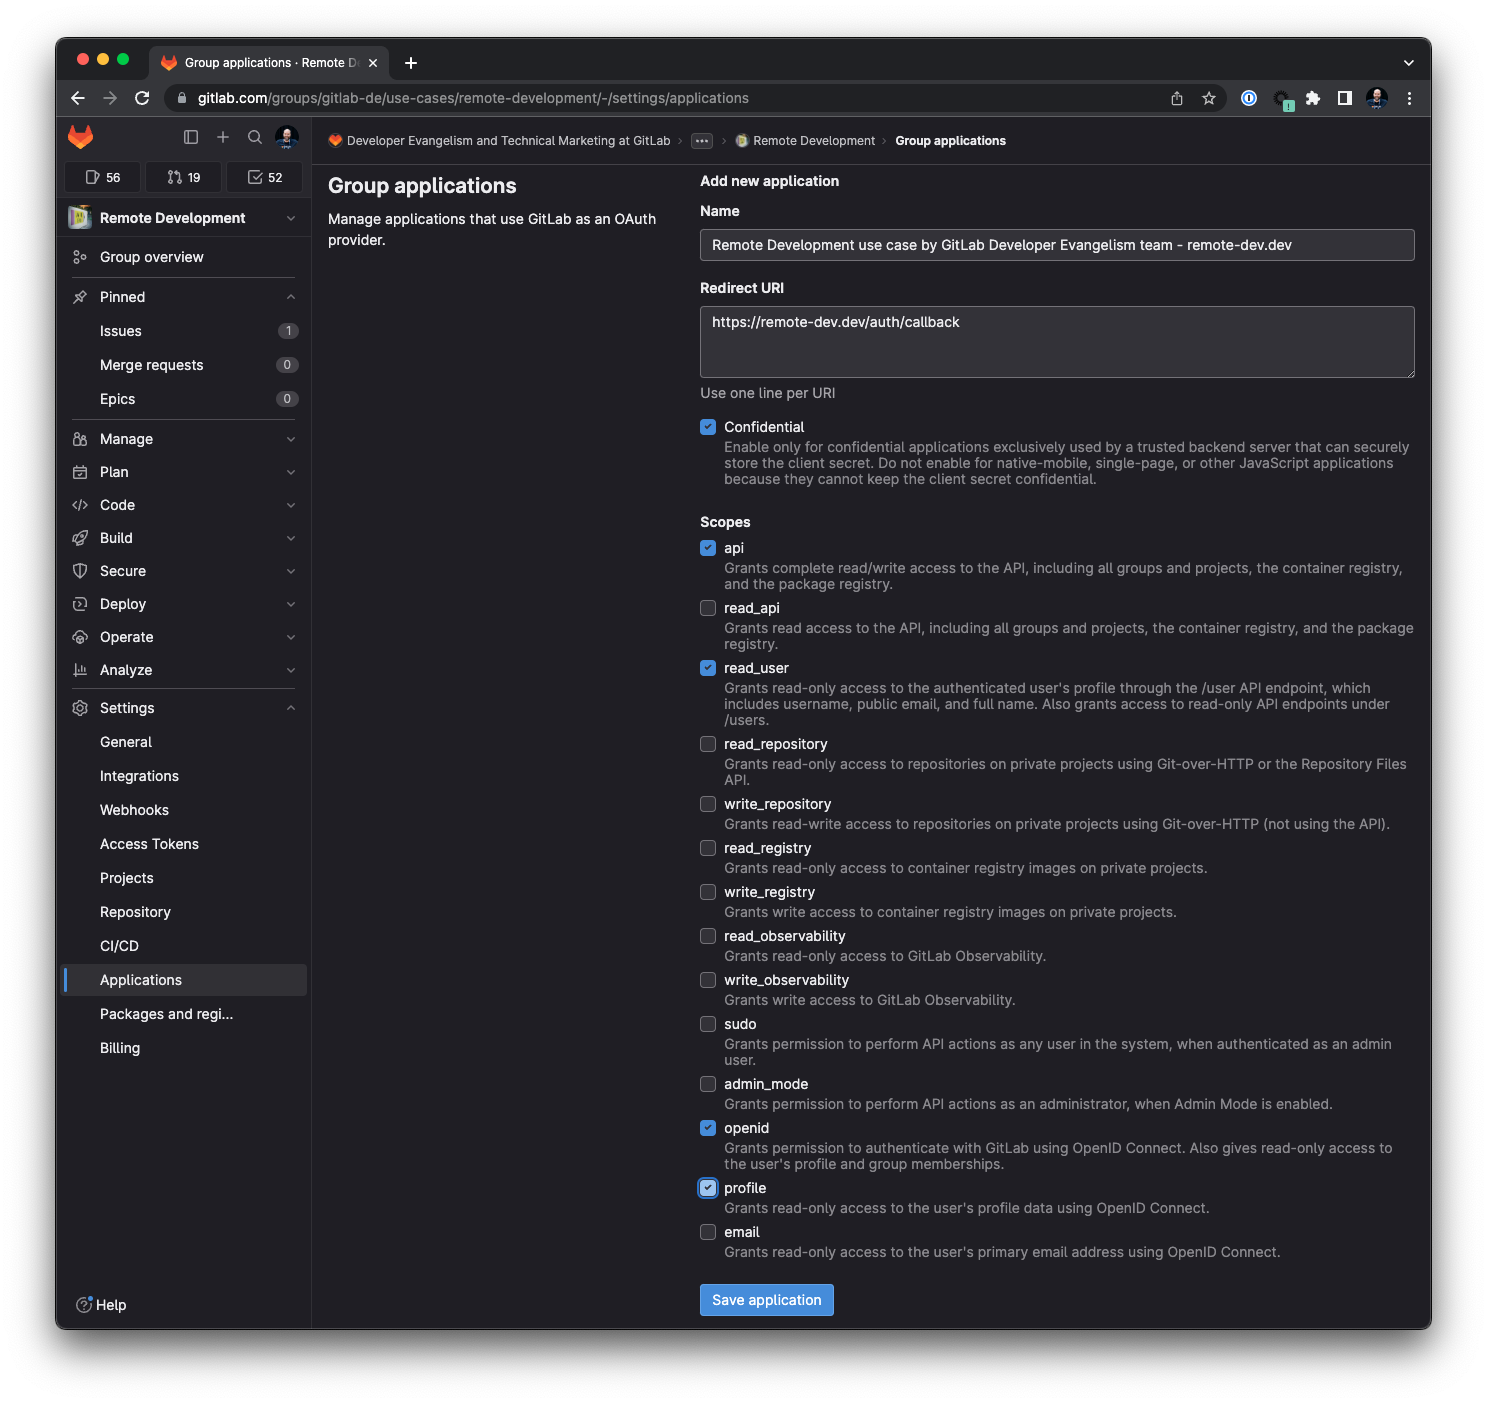 Group applications · Remote D
gitlab.com/groups/gitlab-de/use-cases/remote-development/-/settings/applications
56
19
52
Remote Development
Group overview
Pinned
Issues
1
Merge requests
0
Epics
0
Manage
Plan
Code
Build
Secure
Deploy
Operate
Analyze
Settings
General
Integrations
Webhooks
Access Tokens
Projects
Repository
CI/CD
Applications
Packages and regi...
Billing
Help
Developer Evangelism and Technical Marketing at GitLab › ••• › Remote Development › Group applications
Group applications
Manage applications that use GitLab as an OAuth
provider.
Add new application
Name
Remote Development use case by GitLab Developer Evangelism team - remote-dev.dev
Redirect URI
https://remote-dev.dev/auth/callback
Use one line per URI
Confidential
Enable only for confidential applications exclusively used by a trusted backend server that can securely
store the client secret. Do not enable for native-mobile, single-page, or other JavaScript applications
because they cannot keep the client secret confidential.
Scopes
api
Grants complete read/write access to the API, including all groups and projects, the container registry,
and the package registry.
read_api
Grants read access to the API, including all groups and projects, the container registry, and the package
registry.
read_user
Grants read-only access to the authenticated user's profile through the /user API endpoint, which
includes username, public email, and full name. Also grants access to read-only API endpoints under
/users.
read_repository
Grants read-only access to repositories on private projects using Git-over-HTTP or the Repository Files
API.
write_repository
Grants read-write access to repositories on private projects using Git-over-HTTP (not using the API).
read_registry
Grants read-only access to container registry images on private projects.
write_registry
Grants write access to container registry images on private projects.
read_observability
Grants read-only access to GitLab Observability.
write_observability
Grants write access to GitLab Observability.
sudo
Grants permission to perform API actions as any user in the system, when authenticated as an admin
user.
admin_mode
Grants permission to perform API actions as an administrator, when Admin Mode is enabled.
openid
Grants permission to authenticate with GitLab using OpenID Connect. Also gives read-only access to
the user's profile and group memberships.
profile
Grants read-only access to the user's profile data using OpenID Connect.
email
Grants read-only access to the user's primary email address using OpenID Connect.
Save application